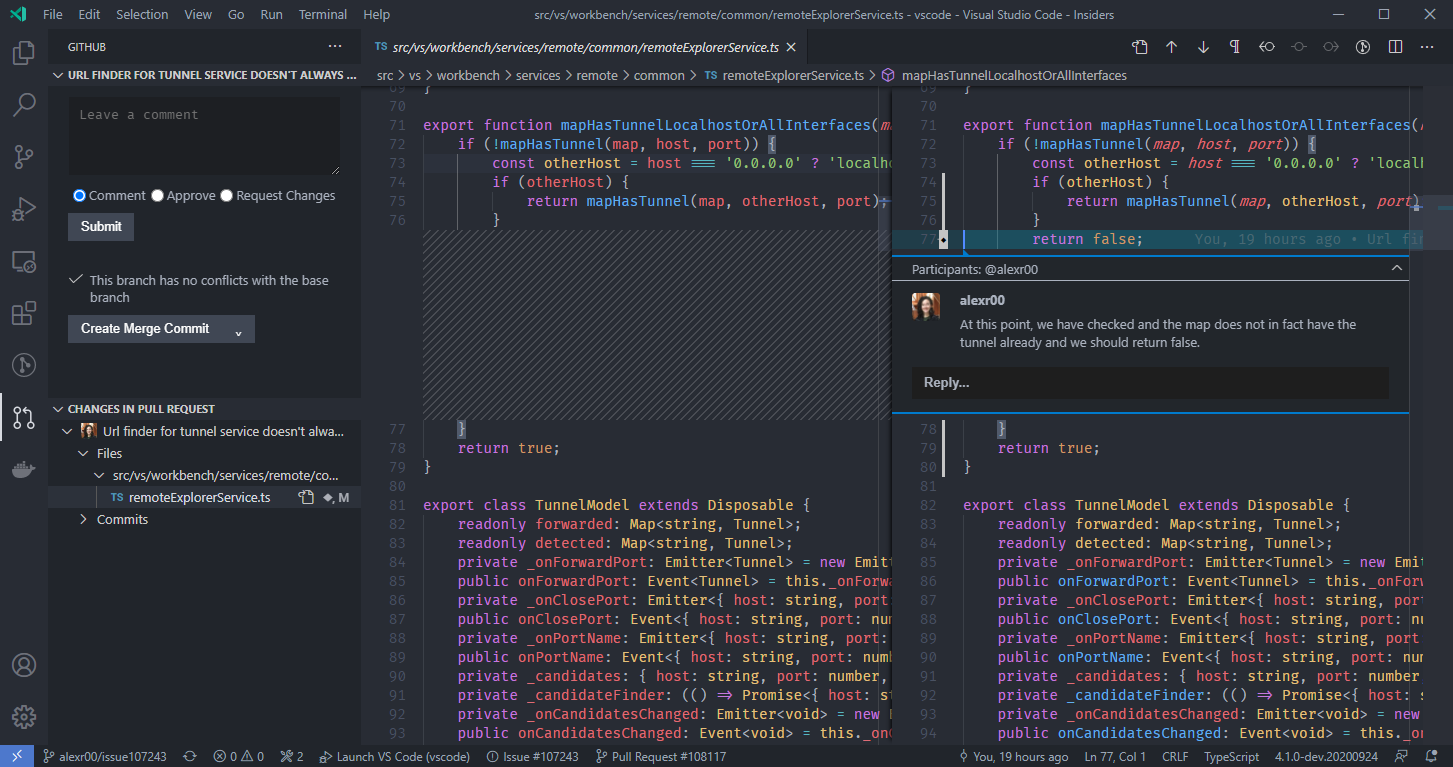 File Edit Selection View Go Run Terminal Help
src/vs/workbench/services/remote/common/remoteExplorerService.ts - vscode - Visual Studio Code - Insiders
GITHUB
URL FINDER FOR TUNNEL SERVICE DOESN'T ALWAYS ...
Leave a comment
Comment Approve Request Changes
Submit
This branch has no conflicts with the base
branch
Create Merge Commit
CHANGES IN PULL REQUEST
Url finder for tunnel service doesn't alwa...
Files
src/vs/workbench/services/remote/co...
TS remoteExplorerService.ts M
Commits
TS src/vs/workbench/services/remote/common/remoteExplorerService.ts
src > vs > workbench > services > remote > common > TS remoteExplorerService.ts > mapHasTunnelLocalhostOrAllInterfaces
69 }
70
71 export function mapHasTunnelLocalhostOrAllInterfaces(
72 if (!mapHasTunnel(map, host, port)) {
73 const otherHost = host === '0.0.0.0' ? 'localho
74 if (otherHost) {
75 return mapHasTunnel(map, otherHost, port);
76 }
77 }
78 return true;
79 }
80
81 export class TunnelModel extends Disposable {
82 readonly forwarded: Map<string, Tunnel>;
83 readonly detected: Map<string, Tunnel>;
84 private _onForwardPort: Emitter<Tunnel> = new Emitt
85 public onForwardPort: Event<Tunnel> = this._onForwa
86 private _onClosePort: Emitter<{ host: string, port:
87 public onClosePort: Event<{ host: string, port: num
88 private _onPortName: Emitter<{ host: string, port:
89 public onPortName: Event<{ host: string, port: numb
90 private _candidates: { host: string, port: number,
91 private _candidateFinder: (() => Promise<{ host: st
92 private _onCandidatesChanged: Emitter<void> = new
93 public onCandidatesChanged: Event<void> = this._onC
69 }
70
71 export function mapHasTunnelLocalhostOrAllInterfaces(
72 if (!mapHasTunnel(map, host, port)) {
73 const otherHost = host === '0.0.0.0' ? 'localh
74 if (otherHost) {
75 return mapHasTunnel(map, otherHost, port)
76 }
77 return false; You, 19 hours ago • Url fin
Participants: @alexr00
alexr00
At this point, we have checked and the map does not in fact have the
tunnel already and we should return false.
Reply...
78 }
79 return true;
80 }
81
82 export class TunnelModel extends Disposable {
83 readonly forwarded: Map<string, Tunnel>;
84 readonly detected: Map<string, Tunnel>;
85 private _onForwardPort: Emitter<Tunnel> = new Emi
86 public onForwardPort: Event<Tunnel> = this._onForw
87 private _onClosePort: Emitter<{ host: string, port
88 public onClosePort: Event<{ host: string, port: nu
89 private _onPortName: Emitter<{ host: string, port
90 public onPortName: Event<{ host: string, port: num
91 private _candidates: { host: string, port: number
92 private _candidateFinder: (() => Promise<{ host: s
93 private _onCandidatesChanged: Emitter<void> = new
94 public onCandidatesChanged: Event<void> = this._on
alexr00/issue107243 0 0 2 Launch VS Code (vscode) Issue #107243 Pull Request #108117 You, 19 hours ago Ln 77, Col 1 CRLF TypeScript 4.1.0-dev.20200924